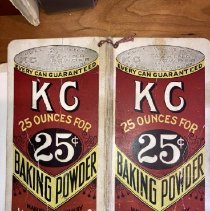 EVERY CAN GUARANTEED
KC
25 OUNCES FOR
25¢
BAKING POWDER
EVERY CAN GUARANTEED
KC
25 OUNCES FOR
25¢
BAKING POWDER